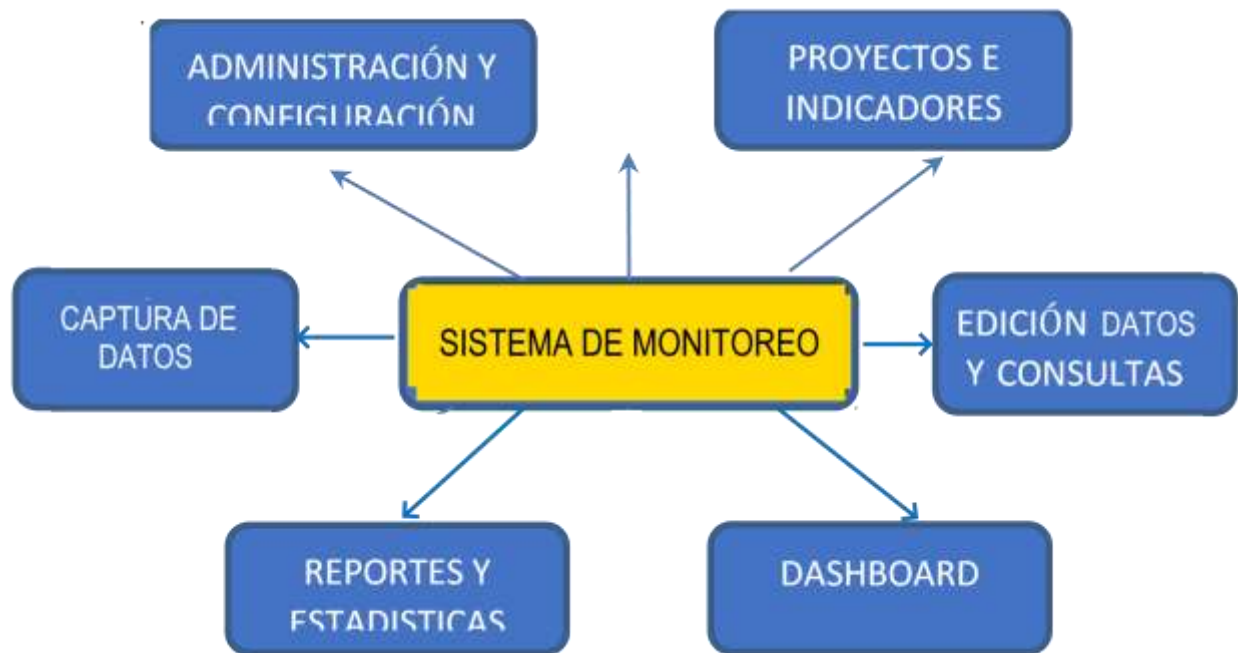 ADMINISTRACIÓN Y
CONFIGURACIÓN
PROYECTOS E
INDICADORES
CAPTURA DE
DATOS
SISTEMA DE MONITOREO
EDICIÓN DATOS
Y CONSULTAS
REPORTES Y
ESTADISTICAS
DASHBOARD